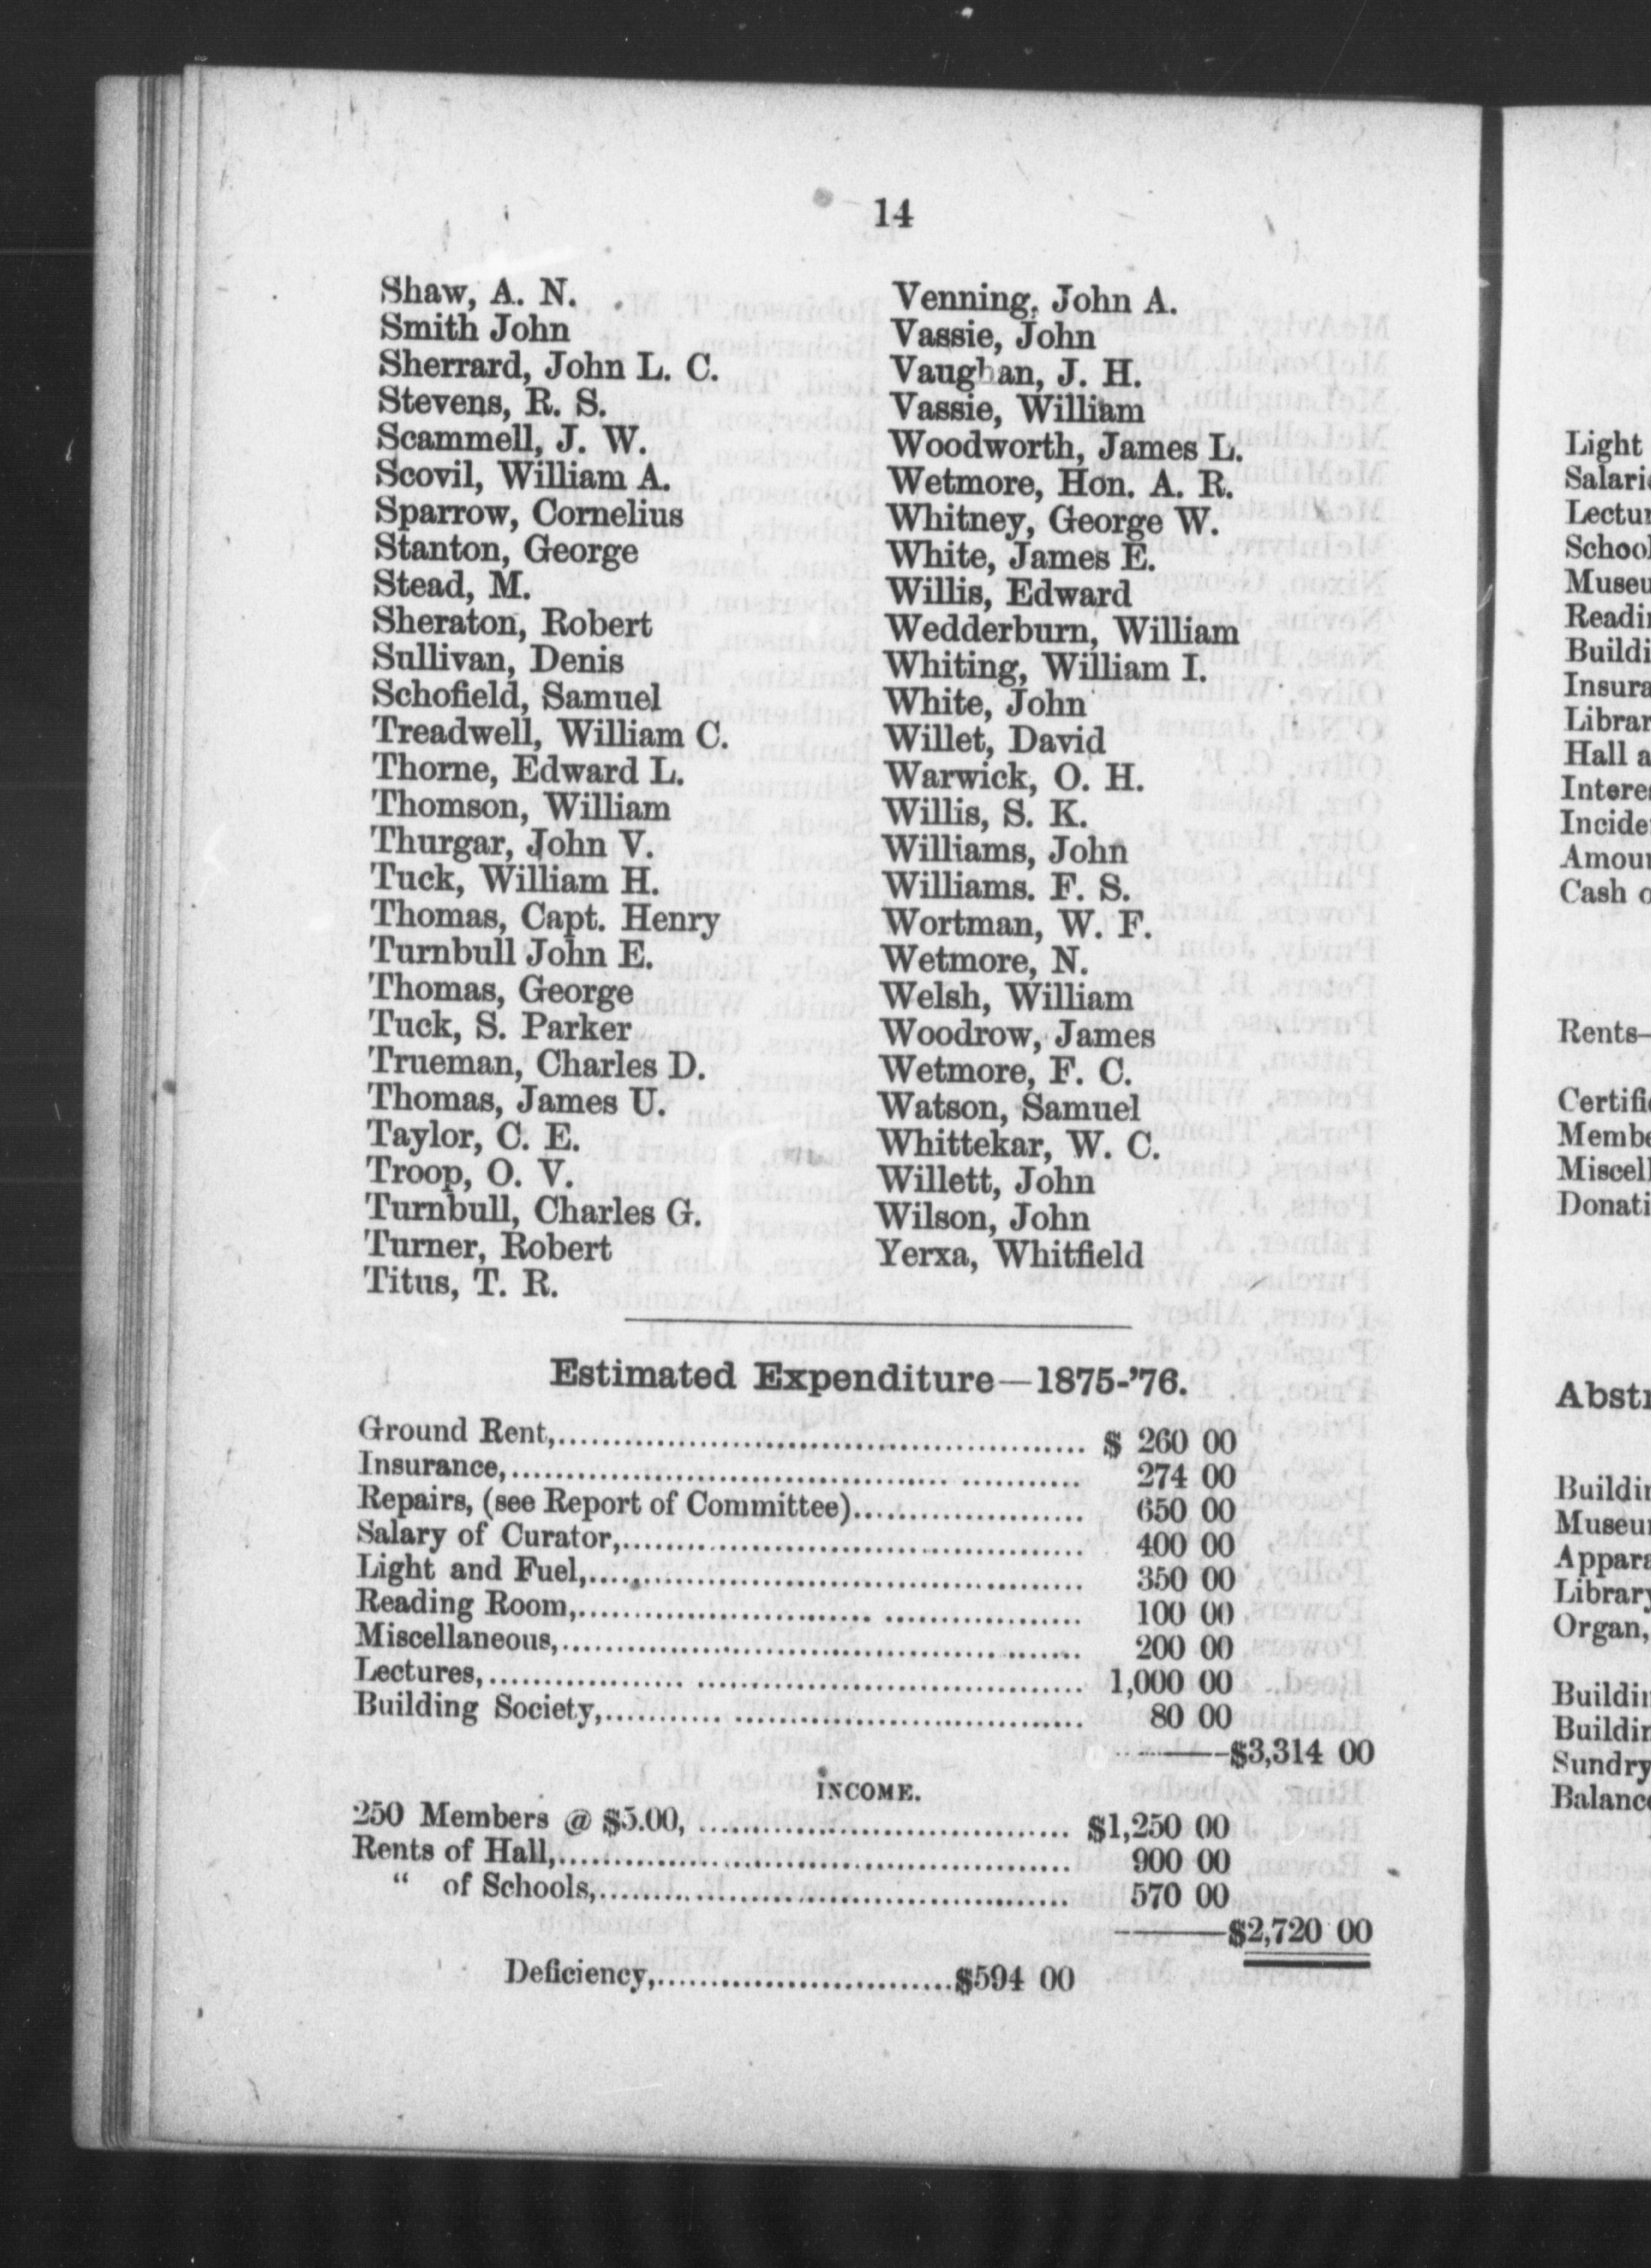 14
Shaw, A. N.
Smith John
Sherrard, John L. C.
Stevens, R. S.
Scammell, J. W.
Scovil, William A.
Sparrow, Cornelius
Stanton, George
Stead, M.
Sheraton, Robert
Sullivan, Denis
Schofield, Samuel
Treadwell, William C.
Thorne, Edward L.
Thomson, William
Thurgar, John V.
Tuck, William H.
Thomas, Capt. Henry
Turnbull John E.
Thomas, George
Tuck, S. Parker
Trueman, Charles D.
Thomas, James U.
Taylor, C. E.
Troop, O. V.
Turnbull, Charles G.
Turner, Robert
Titus, T. R.
Venning, John A.
Vassie, John
Vaughan, J. H.
Vassie, William
Woodworth, James L.
Wetmore, Hon. A. R.
Whitney, George W.
White, James E.
Willis, Edward
Wedderburn, William
Whiting, William I.
White, John
Willet, David
Warwick, O. H.
Willis, S. K.
Williams, John
Williams. F. S.
Wortman, W. F.
Wetmore, N.
Welsh, William
Woodrow, James
Wetmore, F. C.
Watson, Samuel
Whittekar, W. C.
Willett, John
Wilson, John
Yerxa, Whitfield
Estimated Expenditure—1875-'76.
Ground Rent,................ $ 260 00
Insurance,................ 274 00
Repairs, (see Report of Committee)................ 650 00
Salary of Curator,................ 400 00
Light and Fuel,................ 350 00
Reading Room,................ 100 00
Miscellaneous,................ 200 00
Lectures,................ 1,000 00
Building Society,................ 80 00
————$3,314 00
INCOME.
250 Members @ $5.00, ................ $1,250 00
Rents of Hall,................ 900 00
" of Schools,................ 570 00
————$2,720 00
Deficiency,................$594 00
Light
Rents—
Organ,